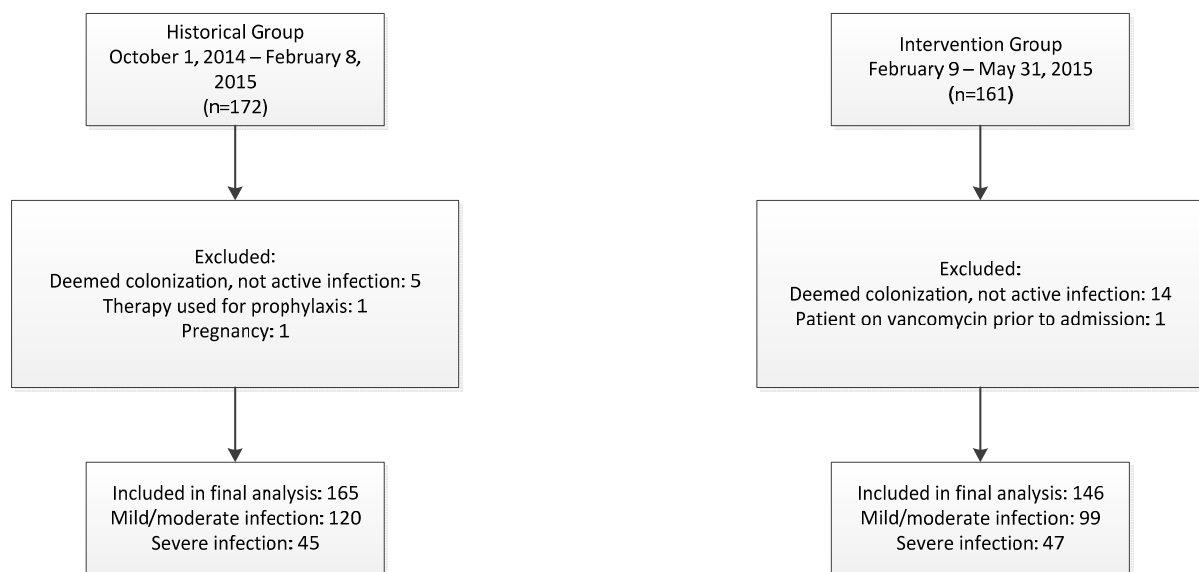 Historical Group
October 1, 2014 – February 8,
2015
(n=172)
Excluded:
Deemed colonization, not active infection: 5
Therapy used for prophylaxis: 1
Pregnancy: 1
Included in final analysis: 165
Mild/moderate infection: 120
Severe infection: 45
Intervention Group
February 9 – May 31, 2015
(n=161)
Excluded:
Deemed colonization, not active infection: 14
Patient on vancomycin prior to admission: 1
Included in final analysis: 146
Mild/moderate infection: 99
Severe infection: 47